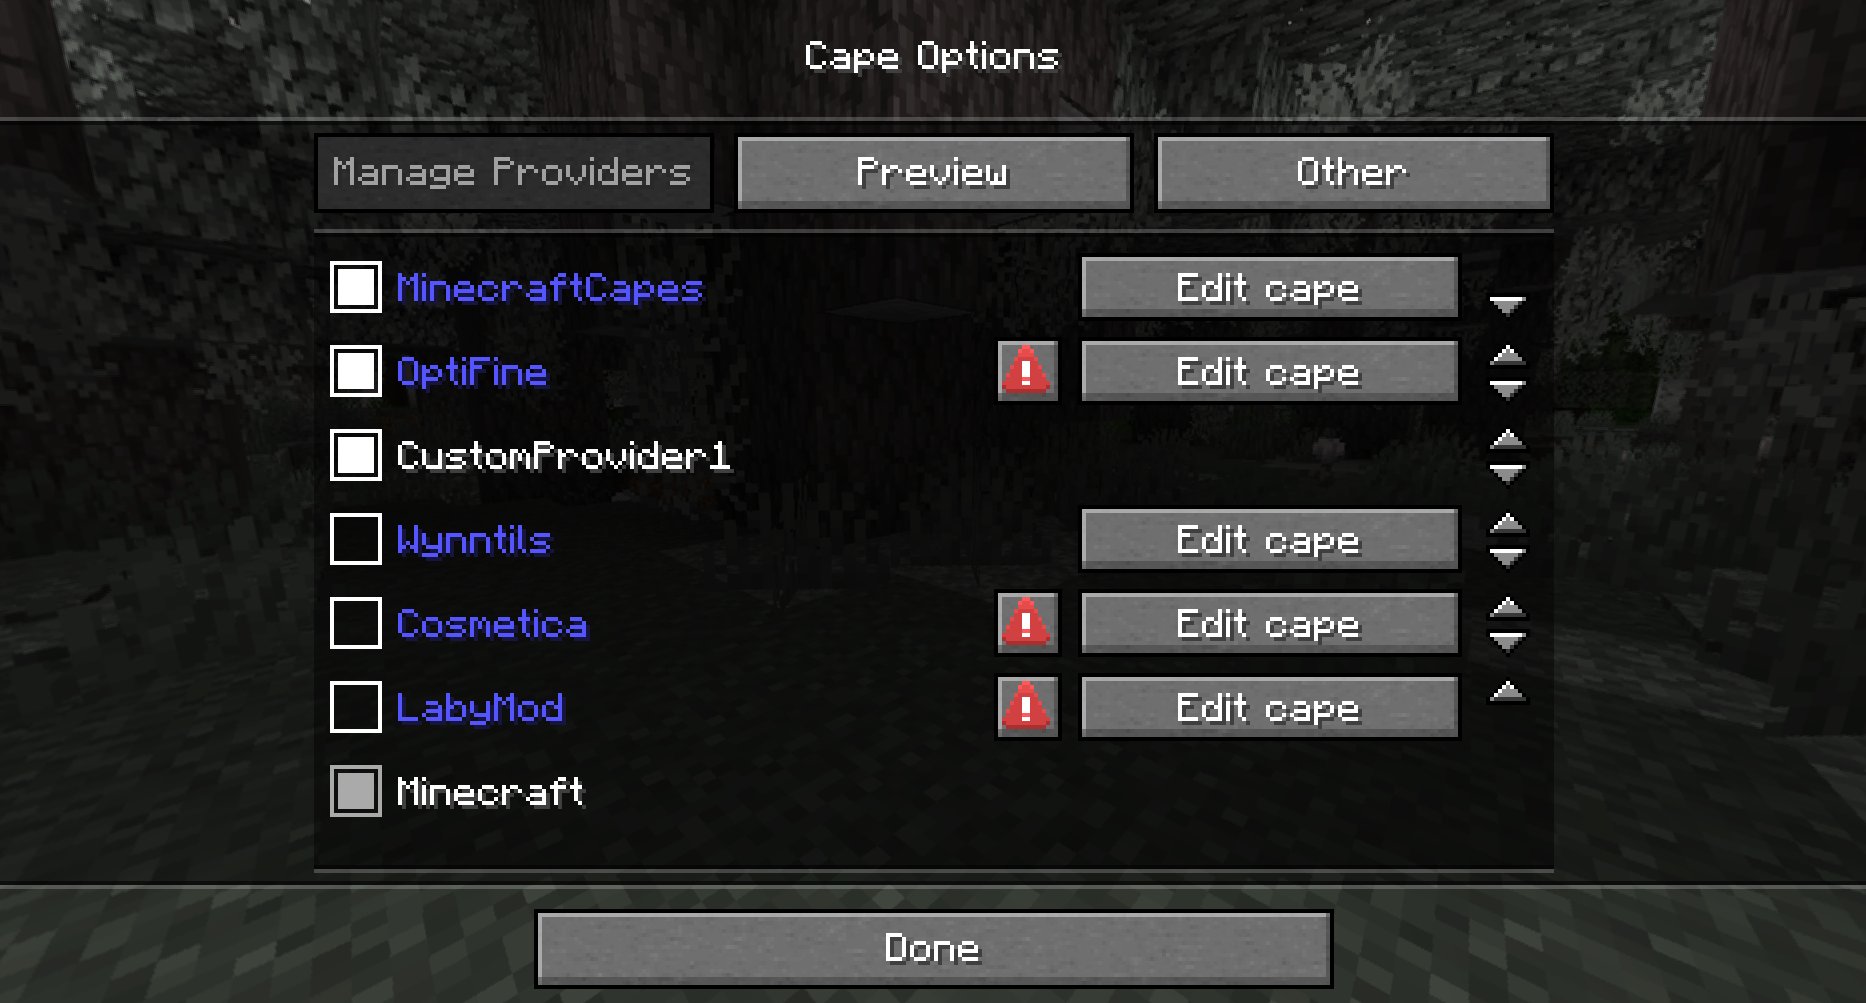 Cape Options
Manage Providers Preview Other
MinecraftCapes Edit cape
OptiFine ! Edit cape
CustomProvider1
Wynntils Edit cape
Cosmetica ! Edit cape
LabyMod ! Edit cape
Minecraft
Done